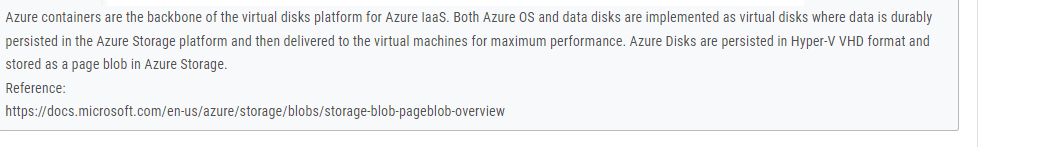 Azure containers are the backbone of the virtual disks platform for Azure IaaS. Both Azure OS and data disks are implemented as virtual disks where data is durably
persisted in the Azure Storage platform and then delivered to the virtual machines for maximum performance. Azure Disks are persisted in Hyper-V VHD format and
stored as a page blob in Azure Storage.
Reference:
https://docs.microsoft.com/en-us/azure/storage/blobs/storage-blob-pageblob-overview